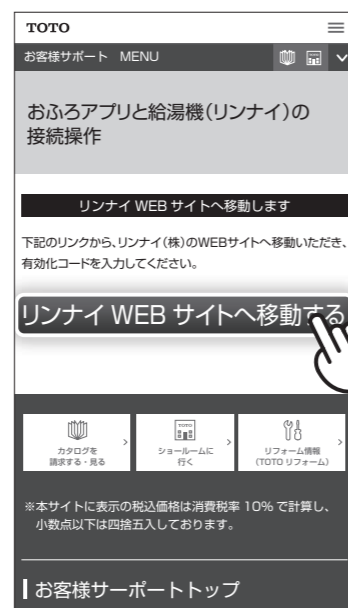 TOTO
お客様サポート MENU
おふろアプリと給湯機(リンナイ)の
接続操作
リンナイ WEB サイトへ移動します
下記のリンクから、リンナイ(株)のWEBサイトへ移動いただき、
有効化コードを入力してください。
リンナイ WEB サイトへ移動する
カタログを
請求する・見る
TOTO
ショールームに
行く
リフォーム情報
(TOTO リフォーム)
※本サイトに表示の税込価格は消費税率 10% で計算し、
小数点以下は四捨五入しております。
お客様サーポートトップ